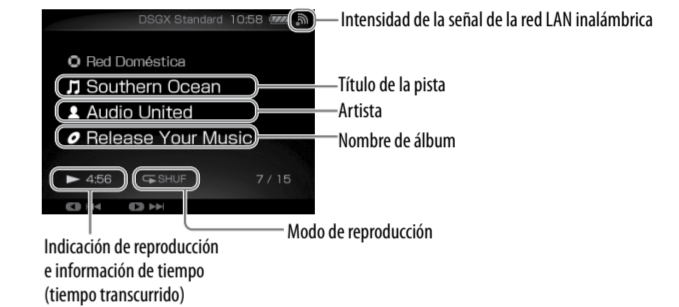 DSGX Standard 10:58
Intensidad de la señal de la red LAN inalámbrica
Red Doméstica
Southern Ocean
Título de la pista
Audio United
Artista
Release Your Music
Nombre de álbum
4:56 SHUF 7 / 15
Modo de reproducción
Indicación de reproducción
e información de tiempo
(tiempo transcurrido)